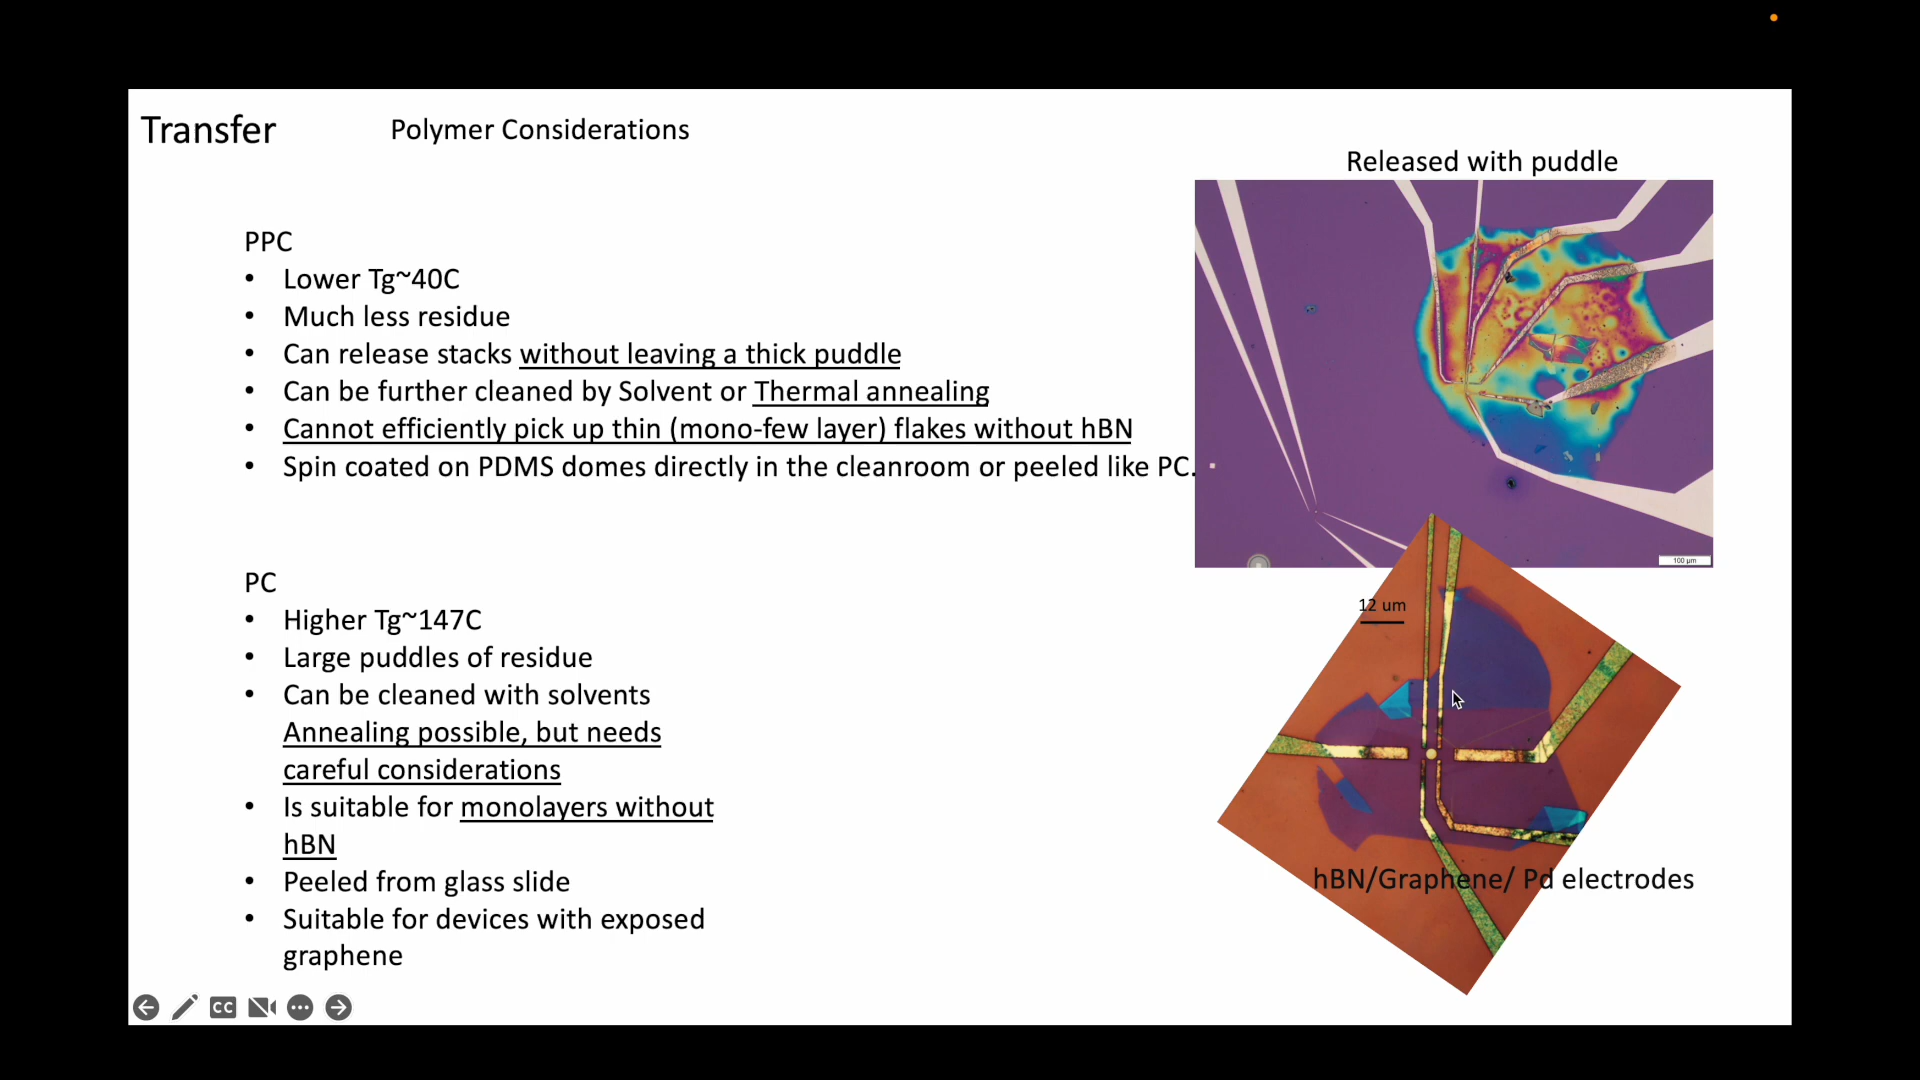 Transfer
Polymer Considerations
Released with puddle
PPC
• Lower Tg~40C
• Much less residue
• Can release stacks without leaving a thick puddle
• Can be further cleaned by Solvent or Thermal annealing
• Cannot efficiently pick up thin (mono-few layer) flakes without hBN
• Spin coated on PDMS domes directly in the cleanroom or peeled like PC.
100 µm
PC
• Higher Tg~147C
• Large puddles of residue
• Can be cleaned with solvents
Annealing possible, but needs
careful considerations
• Is suitable for monolayers without
hBN
• Peeled from glass slide
• Suitable for devices with exposed
graphene
12 um
hBN/Graphene/ Pd electrodes
CC